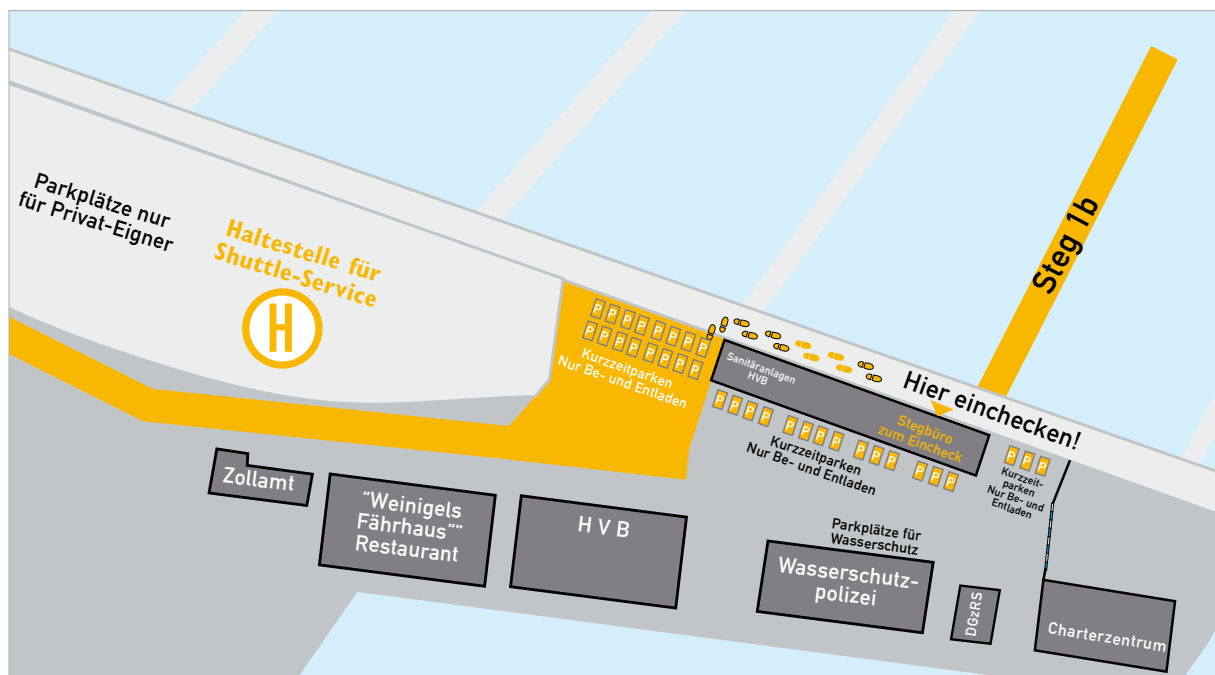 Steg 1b
Parkplätze nur
für Privat-Eigner
Haltestelle für
Shuttle-Service
H
P P P P P P P P
P P P P P P P P
Kurzzeitparken
Nur Be- und Entladen
Sanitäranlagen
HVB
Hier einchecken!
Stegbüro
zum Eincheck
P P P P
P P P P
P P P
P P P
Kurzzeitparken
Nur Be- und Entladen
P P P
Kurzzeit-
parken
Nur Be- und
Entladen
Zollamt
“Weinigels
Fährhaus””
Restaurant
H V B
Parkplätze für
Wasserschutz
Wasserschutz-
polizei
DGzRS
Charterzentrum